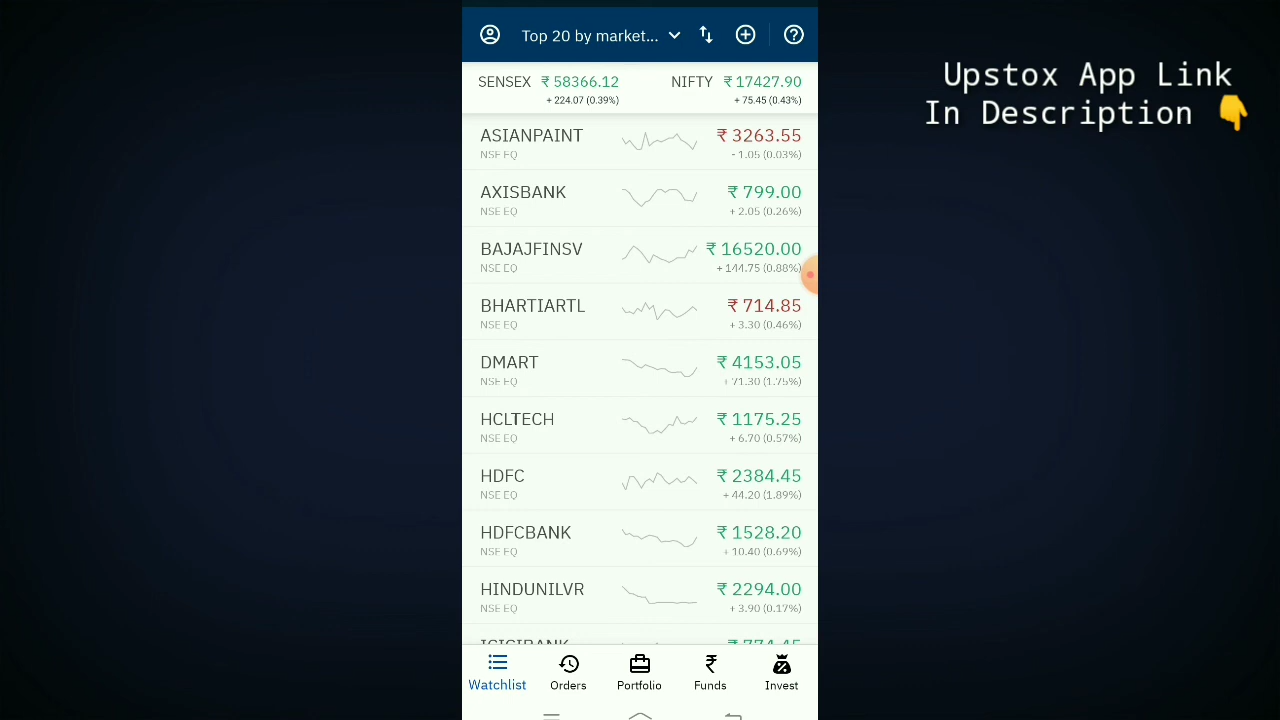 Top 20 by market...
SENSEX ₹ 58366.12
+ 224.07 (0.39%)
NIFTY ₹ 17427.90
+ 75.45 (0.43%)
Upstox App Link
In Description 👇
ASIANPAINT ₹ 3263.55
NSE EQ - 1.05 (0.03%)
AXISBANK ₹ 799.00
NSE EQ + 2.05 (0.26%)
BAJAJFINSV ₹ 16520.00
NSE EQ + 144.75 (0.88%)
BHARTIARTL ₹ 714.85
NSE EQ + 3.30 (0.46%)
DMART ₹ 4153.05
NSE EQ + 71.30 (1.75%)
HCLTECH ₹ 1175.25
NSE EQ + 6.70 (0.57%)
HDFC ₹ 2384.45
NSE EQ + 44.20 (1.89%)
HDFCBANK ₹ 1528.20
NSE EQ + 10.40 (0.69%)
HINDUNILVR ₹ 2294.00
NSE EQ + 3.90 (0.17%)
Watchlist Orders Portfolio Funds Invest